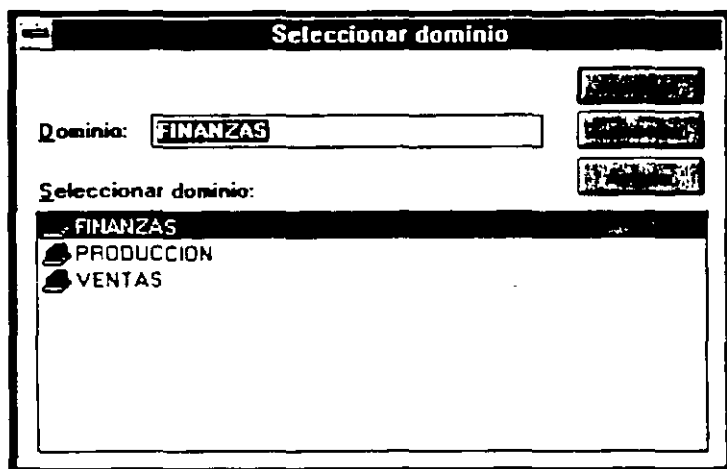 Seleccionar dominio
Dominio: FINANZAS
Seleccionar dominio:
FINANZAS
PRODUCCION
VENTAS